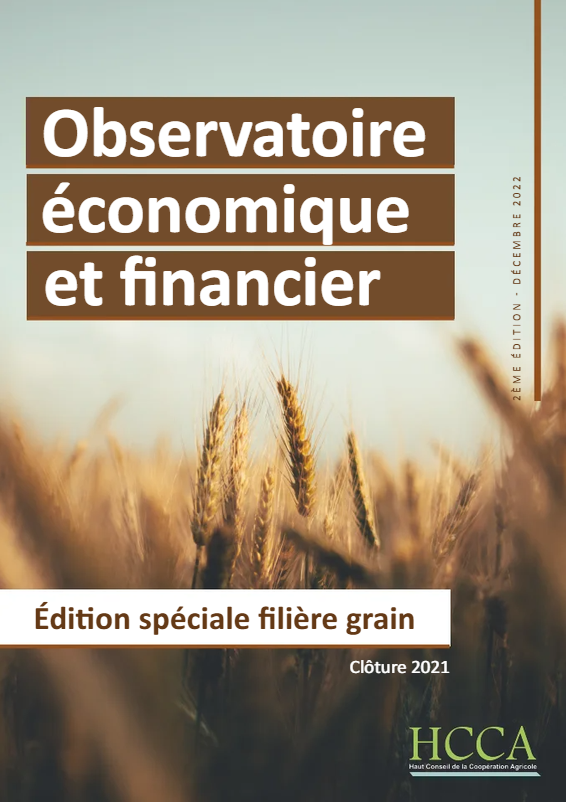 Observatoire
économique
et financier
2ÈME ÉDITION - DÉCEMBRE 2022
Édition spéciale filière grain
Clôture 2021
HCCA
Haut Conseil de la Coopération Agricole